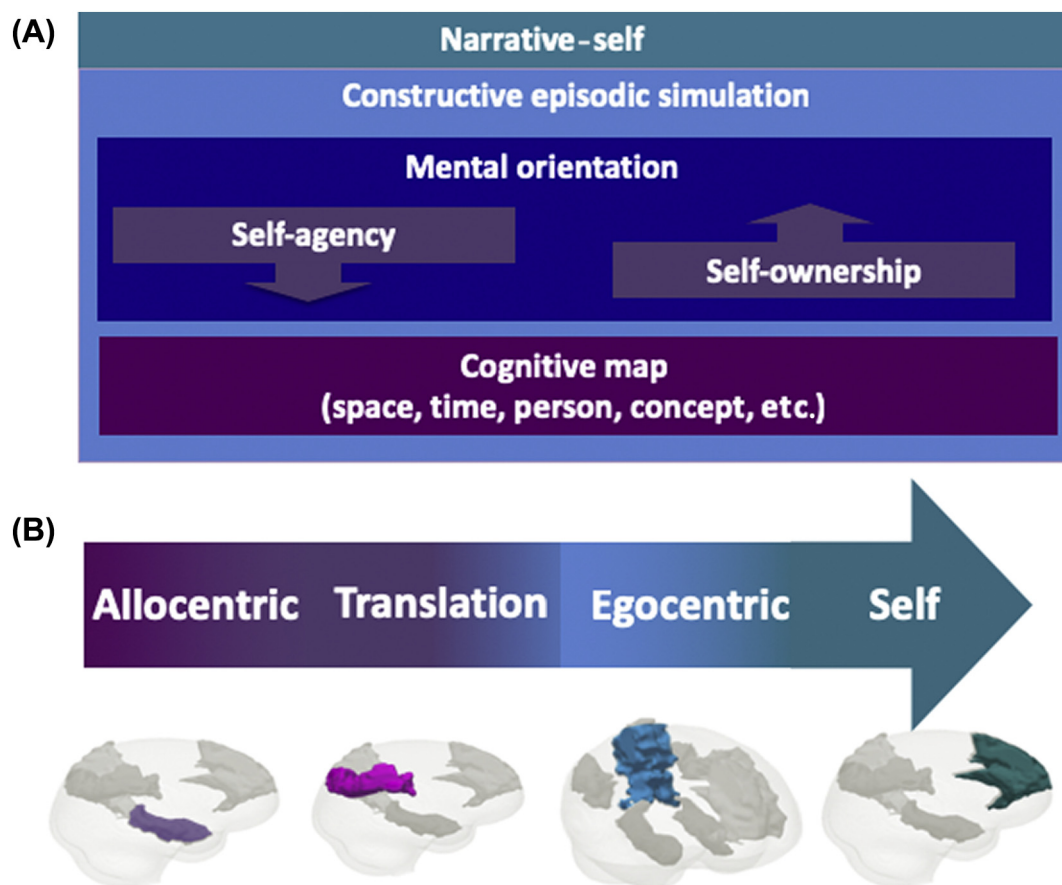 (A)
Narrative-self
Constructive episodic simulation
Mental orientation
Self-agency
Self-ownership
Cognitive map
(space, time, person, concept, etc.)
(B)
Allocentric Translation Egocentric Self